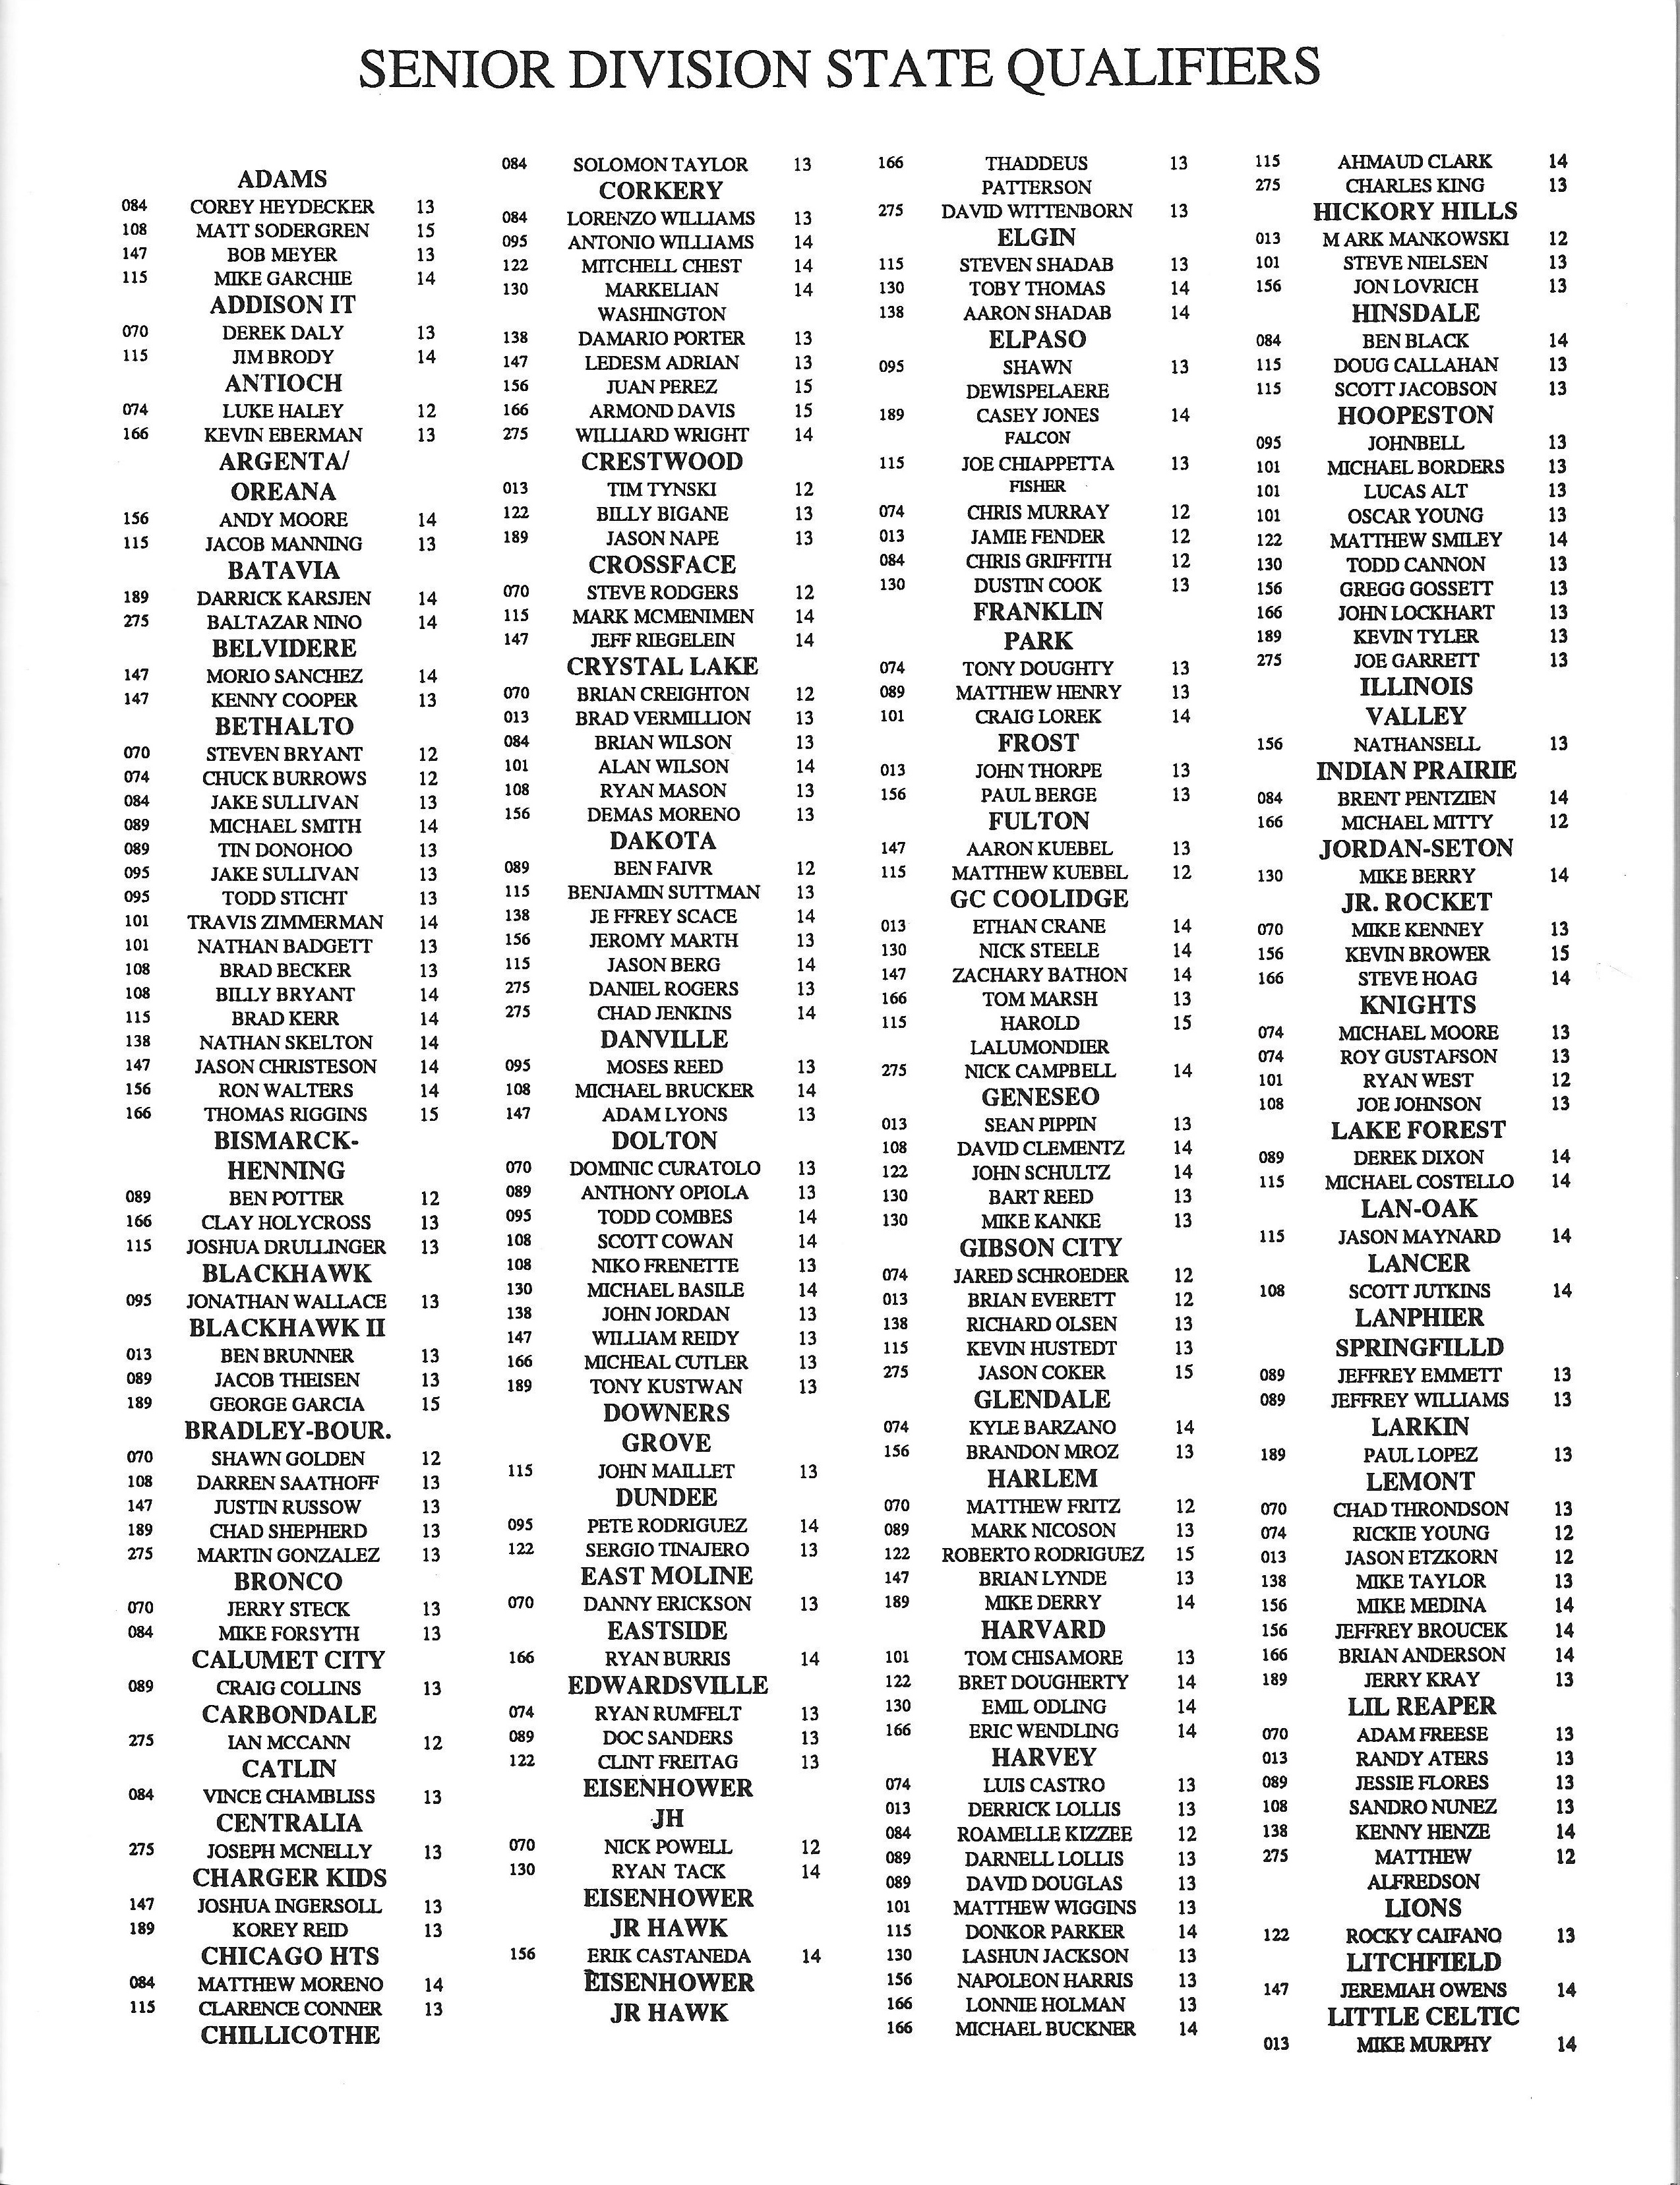 SENIOR DIVISION STATE QUALIFIERS
ADAMS
084 COREY HEYDECKER 13
108 MATT SODERGREN 15
147 BOB MEYER 13
115 MIKE GARCHIE 14
ADDISON IT
070 DEREK DALY 13
115 JIM BRODY 14
ANTIOCH
074 LUKE HALEY 12
166 KEVIN EBERMAN 13
ARGENTA/
OREANA
156 ANDY MOORE 14
115 JACOB MANNING 13
BATAVIA
189 DARRICK KARSJEN 14
275 BALTAZAR NINO 14
BELVIDERE
147 MORIO SANCHEZ 14
147 KENNY COOPER 13
BETHALTO
070 STEVEN BRYANT 12
074 CHUCK BURROWS 12
084 JAKE SULLIVAN 13
089 MICHAEL SMITH 14
089 TIN DONOHOO 13
095 JAKE SULLIVAN 13
095 TODD STICHT 13
101 TRAVIS ZIMMERMAN 14
101 NATHAN BADGETT 13
108 BRAD BECKER 13
108 BILLY BRYANT 14
115 BRAD KERR 14
138 NATHAN SKELTON 14
147 JASON CHRISTESON 14
156 RON WALTERS 14
166 THOMAS RIGGINS 15
BISMARCK-
HENNING
089 BEN POTTER 12
166 CLAY HOLYCROSS 13
115 JOSHUA DRULLINGER 13
BLACKHAWK
095 JONATHAN WALLACE 13
BLACKHAWK II
013 BEN BRUNNER 13
089 JACOB THEISEN 13
189 GEORGE GARCIA 15
BRADLEY-BOUR.
070 SHAWN GOLDEN 12
108 DARREN SAATHOFF 13
147 JUSTIN RUSSOW 13
189 CHAD SHEPHERD 13
275 MARTIN GONZALEZ 13
BRONCO
070 JERRY STECK 13
084 MIKE FORSYTH 13
CALUMET CITY
089 CRAIG COLLINS 13
CARBONDALE
275 IAN MCCANN 12
CATLIN
084 VINCE CHAMBLISS 13
CENTRALIA
275 JOSEPH MCNELLY 13
CHARGER KIDS
147 JOSHUA INGERSOLL 13
189 KOREY REID 13
CHICAGO HTS
084 MATTHEW MORENO 14
115 CLARENCE CONNER 13
CHILLICOTHE
084 SOLOMON TAYLOR 13
CORKERY
084 LORENZO WILLIAMS 13
095 ANTONIO WILLIAMS 14
122 MITCHELL CHEST 14
130 MARKELIAN 14
WASHINGTON
138 DAMARIO PORTER 13
147 LEDESM ADRIAN 13
156 JUAN PEREZ 15
166 ARMOND DAVIS 15
275 WILLIARD WRIGHT 14
CRESTWOOD
013 TIM TYNSKI 12
122 BILLY BIGANE 13
189 JASON NAPE 13
CROSSFACE
070 STEVE RODGERS 12
115 MARK MCMENIMEN 14
147 JEFF RIEGELEIN 14
CRYSTAL LAKE
070 BRIAN CREIGHTON 12
013 BRAD VERMILLION 13
084 BRIAN WILSON 13
101 ALAN WILSON 14
108 RYAN MASON 13
156 DEMAS MORENO 13
DAKOTA
089 BEN FAIVR 12
115 BENJAMIN SUTTMAN 13
138 JE FFREY SCACE 14
156 JEROMY MARTH 13
115 JASON BERG 14
275 DANIEL ROGERS 13
275 CHAD JENKINS 14
DANVILLE
095 MOSES REED 13
108 MICHAEL BRUCKER 14
147 ADAM LYONS 13
DOLTON
070 DOMINIC CURATOLO 13
089 ANTHONY OPIOLA 13
095 TODD COMBES 14
108 SCOTT COWAN 14
108 NIKO FRENETTE 13
130 MICHAEL BASILE 14
138 JOHN JORDAN 13
147 WILLIAM REIDY 13
166 MICHEAL CUTLER 13
189 TONY KUSTWAN 13
DOWNERS
GROVE
115 JOHN MAILLET 13
DUNDEE
095 PETE RODRIGUEZ 14
122 SERGIO TINAJERO 13
EAST MOLINE
070 DANNY ERICKSON 13
EASTSIDE
166 RYAN BURRIS 14
EDWARDSVILLE
074 RYAN RUMFELT 13
089 DOC SANDERS 13
122 CLINT FREITAG 13
EISENHOWER
JH
070 NICK POWELL 12
130 RYAN TACK 14
EISENHOWER
JR HAWK
156 ERIK CASTANEDA 14
EISENHOWER
JR HAWK
166 THADDEUS 13
PATTERSON
275 DAVID WITTENBORN 13
ELGIN
115 STEVEN SHADAB 13
130 TOBY THOMAS 14
138 AARON SHADAB 14
ELPASO
095 SHAWN 13
DEWISPELAERE
189 CASEY JONES 14
FALCON
115 JOE CHIAPPETTA 13
FISHER
074 CHRIS MURRAY 12
013 JAMIE FENDER 12
084 CHRIS GRIFFITH 12
130 DUSTIN COOK 13
FRANKLIN
PARK
074 TONY DOUGHTY 13
089 MATTHEW HENRY 13
101 CRAIG LOREK 14
FROST
013 JOHN THORPE 13
156 PAUL BERGE 13
FULTON
147 AARON KUEBEL 13
115 MATTHEW KUEBEL 12
GC COOLIDGE
013 ETHAN CRANE 14
130 NICK STEELE 14
147 ZACHARY BATHON 14
166 TOM MARSH 13
115 HAROLD 15
LALUMONDIER
275 NICK CAMPBELL 14
GENESEO
013 SEAN PIPPIN 13
108 DAVID CLEMENTZ 14
122 JOHN SCHULTZ 14
130 BART REED 13
130 MIKE KANKE 13
GIBSON CITY
074 JARED SCHROEDER 12
013 BRIAN EVERETT 12
138 RICHARD OLSEN 13
115 KEVIN HUSTEDT 13
275 JASON COKER 15
GLENDALE
074 KYLE BARZANO 14
156 BRANDON MROZ 13
HARLEM
070 MATTHEW FRITZ 12
089 MARK NICOSON 13
122 ROBERTO RODRIGUEZ 15
147 BRIAN LYNDE 13
189 MIKE DERRY 14
HARVARD
101 TOM CHISAMORE 13
122 BRET DOUGHERTY 14
130 EMIL ODLING 14
166 ERIC WENDLING 14
HARVEY
074 LUIS CASTRO 13
013 DERRICK LOLLIS 13
084 ROAMELLE KIZZEE 12
089 DARNELL LOLLIS 13
089 DAVID DOUGLAS 13
101 MATTHEW WIGGINS 13
115 DONKOR PARKER 14
130 LASHUN JACKSON 13
156 NAPOLEON HARRIS 13
166 LONNIE HOLMAN 13
166 MICHAEL BUCKNER 14
115 AHMAUD CLARK 14
275 CHARLES KING 13
HICKORY HILLS
013 M ARK MANKOWSKI 12
101 STEVE NIELSEN 13
156 JON LOVRICH 13
HINSDALE
084 BEN BLACK 14
115 DOUG CALLAHAN 13
115 SCOTT JACOBSON 13
HOOPESTON
095 JOHNBELL 13
101 MICHAEL BORDERS 13
101 LUCAS ALT 13
101 OSCAR YOUNG 13
122 MATTHEW SMILEY 14
130 TODD CANNON 13
156 GREGG GOSSETT 13
166 JOHN LOCKHART 13
189 KEVIN TYLER 13
275 JOE GARRETT 13
ILLINOIS
VALLEY
156 NATHANSELL 13
INDIAN PRAIRIE
084 BRENT PENTZIEN 14
166 MICHAEL MITTY 12
JORDAN-SETON
130 MIKE BERRY 14
JR. ROCKET
070 MIKE KENNEY 13
156 KEVIN BROWER 15
166 STEVE HOAG 14
KNIGHTS
074 MICHAEL MOORE 13
074 ROY GUSTAFSON 13
101 RYAN WEST 12
108 JOE JOHNSON 13
LAKE FOREST
089 DEREK DIXON 14
115 MICHAEL COSTELLO 14
LAN-OAK
115 JASON MAYNARD 14
LANCER
108 SCOTT JUTKINS 14
LANPHIER
SPRINGFILLD
089 JEFFREY EMMETT 13
089 JEFFREY WILLIAMS 13
LARKIN
189 PAUL LOPEZ 13
LEMONT
070 CHAD THRONDSON 13
074 RICKIE YOUNG 12
013 JASON ETZKORN 12
138 MIKE TAYLOR 13
156 MIKE MEDINA 14
156 JEFFREY BROUCEK 14
166 BRIAN ANDERSON 14
189 JERRY KRAY 13
LIL REAPER
070 ADAM FREESE 13
013 RANDY ATERS 13
089 JESSIE FLORES 13
108 SANDRO NUNEZ 13
138 KENNY HENZE 14
275 MATTHEW 12
ALFREDSON
LIONS
122 ROCKY CAIFANO 13
LITCHFIELD
147 JEREMIAH OWENS 14
LITTLE CELTIC
013 MIKE MURPHY 14